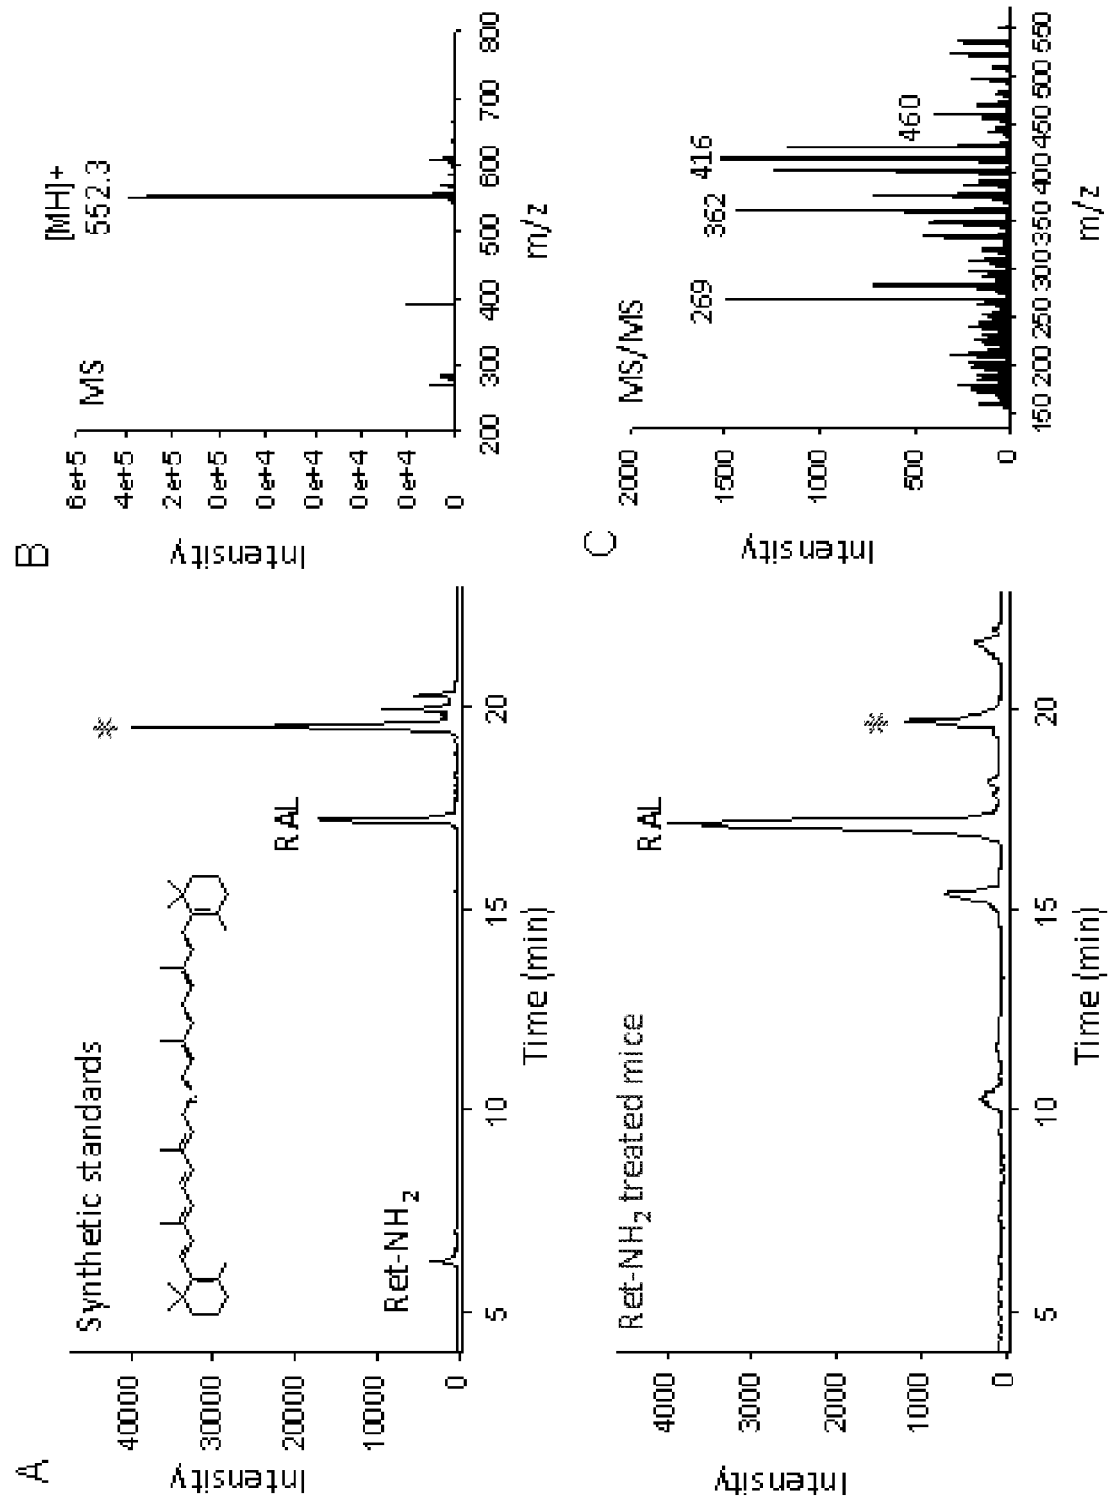 A
Synthetic standards
Intensity
40000
30000
20000
10000
0
Ret-NH2
RAL
*
5
10
15
20
Time (min)
B
MS
[MH]+
552.3
Intensity
6e+5
4e+5
2e+5
0e+5
0e+4
0e+4
0e+4
0e+4
0
200
300
400
500
600
700
800
m/z
Ret-NH2 treated mice
Intensity
4000
3000
2000
1000
0
RAL
*
5
10
15
20
Time (min)
C
MS/MS
Intensity
2000
1500
1000
500
0
269
362
416
460
150
200
250
300
350
400
450
500
550
m/z